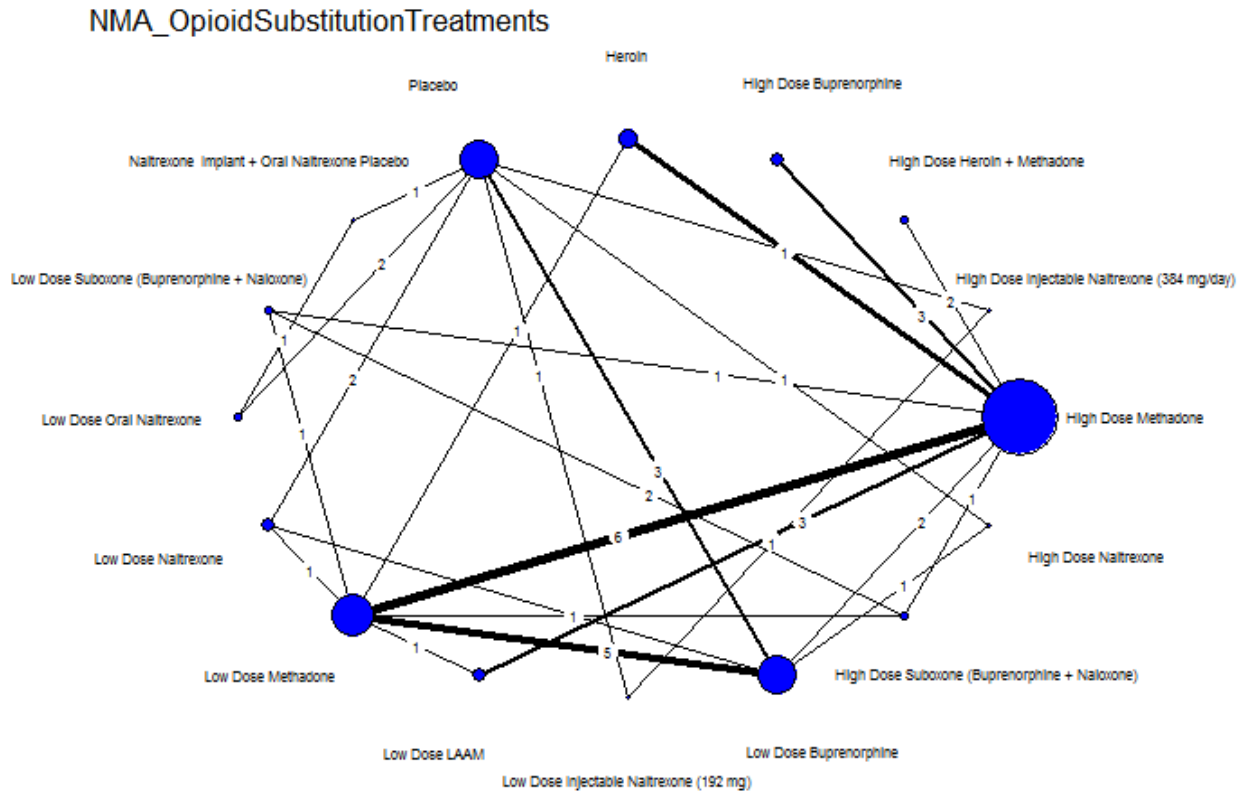 NMA_OpioidSubstitutionTreatments
Heroin
Placebo
High Dose Buprenorphine
Naltrexone Implant + Oral Naltrexone Placebo
High Dose Heroin + Methadone
1
1
2
Low Dose Suboxone (Buprenorphine + Naloxone)
High Dose Injectable Naltrexone (384 mg/day)
2
3
1
1
1
2
1
1
1
Low Dose Oral Naltrexone
High Dose Methadone
1
3
2
1
6
3
2
1
Low Dose Naltrexone
High Dose Naltrexone
1
1
1
1
5
1
Low Dose Methadone
High Dose Suboxone (Buprenorphine + Naloxone)
Low Dose LAAM
Low Dose Buprenorphine
Low Dose Injectable Naltrexone (192 mg)